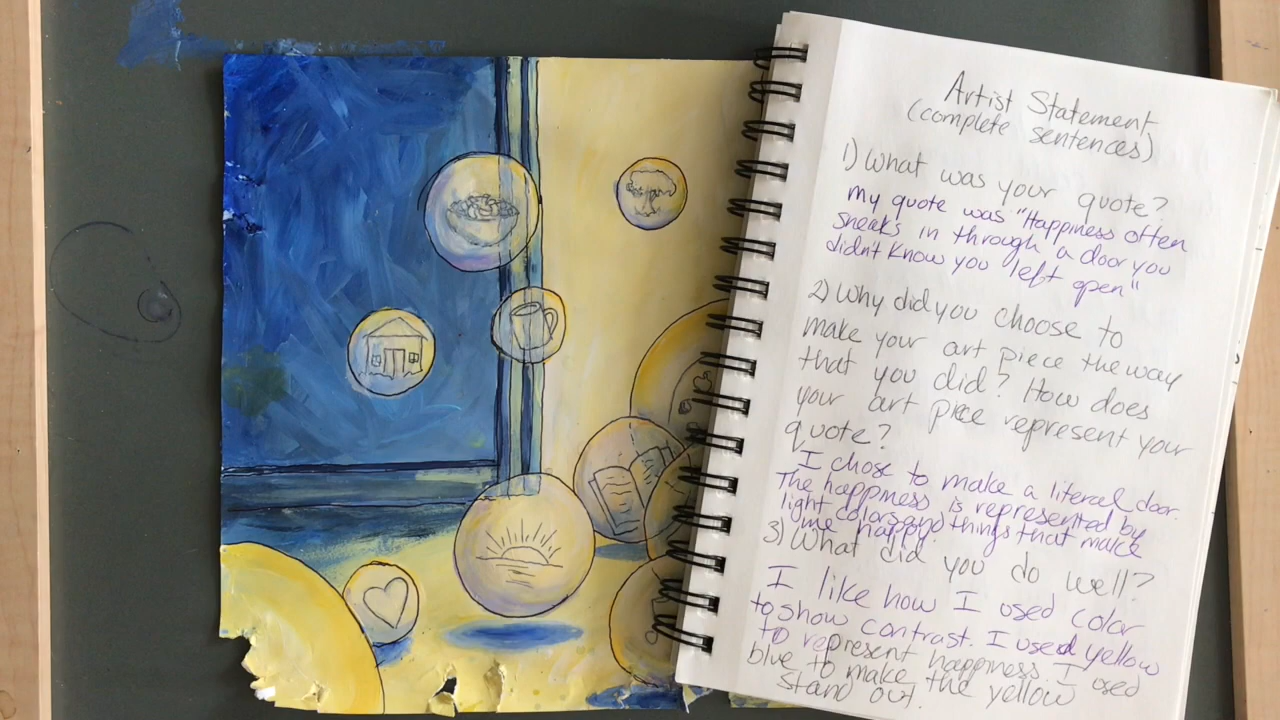 Artist Statement
(complete sentences)
1) What was your quote?
My quote was "Happiness often
sneaks in through a door you
didn't know you left open"
2) Why did you choose to
make your art piece the way
that you did? How does
your art piece represent your
quote?
I chose to make a literal door.
The happiness is represented by
light colors and things that make
me happy.
3) What did you do well?
I like how I used color
to show contrast. I used yellow
to represent happiness. I used
blue to make the yellow
stand out.